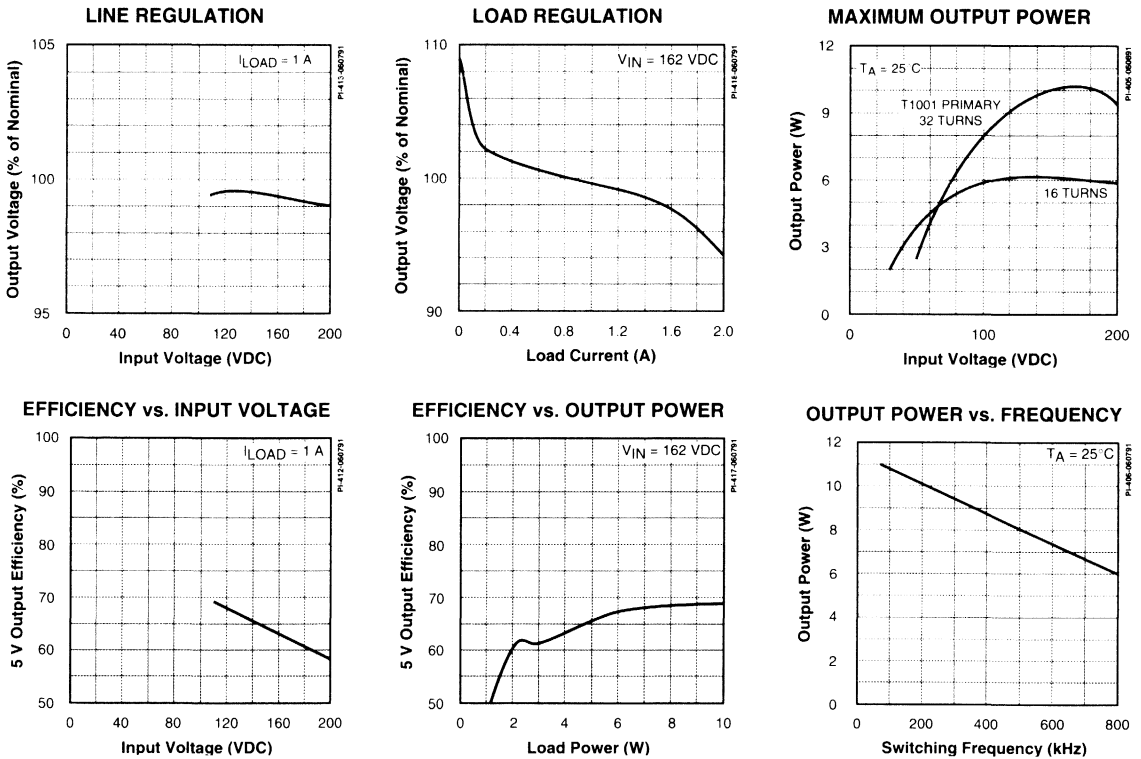 LINE REGULATION
105
100
95
Output Voltage (% of Nominal)
ILOAD = 1 A
PI-413-060791
0 40 80 120 160 200
Input Voltage (VDC)
LOAD REGULATION
110
100
90
Output Voltage (% of Nominal)
VIN = 162 VDC
PI-418-060791
0 0.4 0.8 1.2 1.6 2.0
Load Current (A)
MAXIMUM OUTPUT POWER
12
9
6
3
0
Output Power (W)
TA = 25 C
T1001 PRIMARY
32 TURNS
16 TURNS
PI-405-060691
0 100 200
Input Voltage (VDC)
EFFICIENCY vs. INPUT VOLTAGE
100
90
80
70
60
50
5 V Output Efficiency (%)
ILOAD = 1 A
PI-412-060791
0 40 80 120 160 200
Input Voltage (VDC)
EFFICIENCY vs. OUTPUT POWER
100
90
80
70
60
50
5 V Output Efficiency (%)
VIN = 162 VDC
PI-417-060791
0 2 4 6 8 10
Load Power (W)
OUTPUT POWER vs. FREQUENCY
12
10
8
6
4
2
0
Output Power (W)
TA = 25°C
PI-406-060791
0 200 400 600 800
Switching Frequency (kHz)